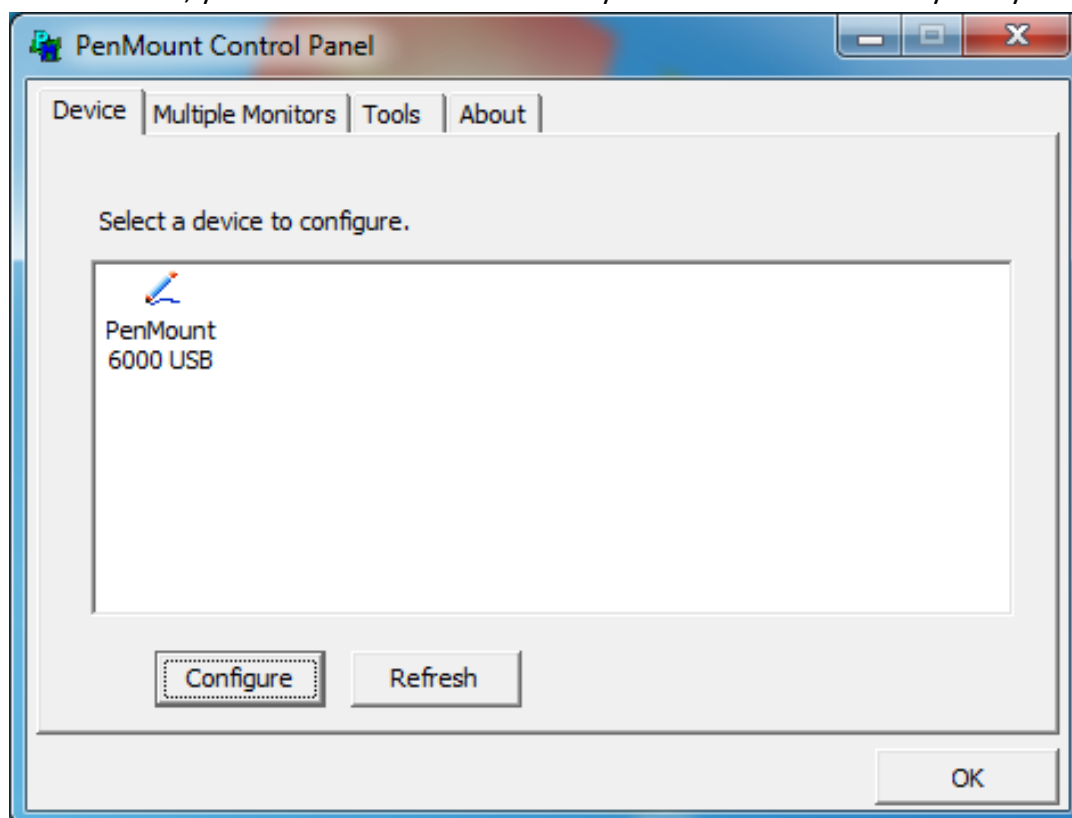 PenMount Control Panel
Device Multiple Monitors Tools About
Select a device to configure.
PenMount
6000 USB
Configure Refresh
OK